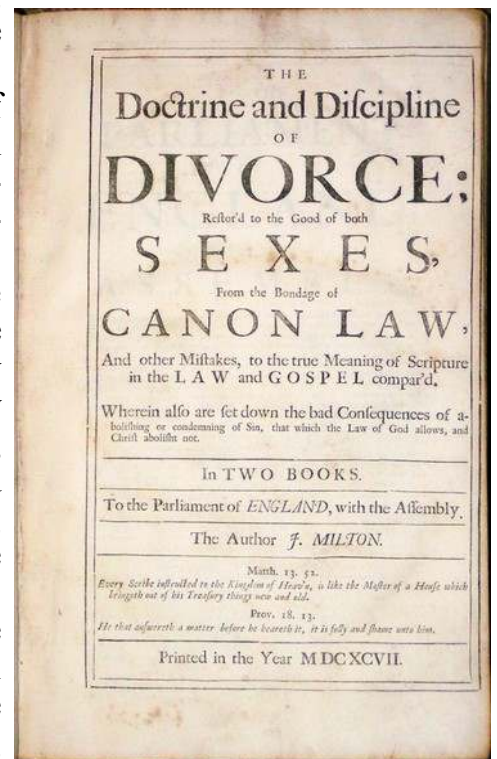 THE
Doctrine and Diſcipline
OF
DIVORCE;
Reſtor'd to the Good of both
SEXES,
From the Bondage of
CANON LAW,
And other Miſtakes, to the true Meaning of Scripture
in the LAW and GOSPEL compar'd.
Wherein alſo are ſet down the bad Conſequences of a-
boliſhing or condemning of Sin, that which the Law of God allows, and
Chriſt aboliſht not.
In TWO BOOKS.
To the Parliament of ENGLAND, with the Aſſembly.
The Author J. MILTON.
Matth. 13. 52.
Every Scribe inſtructed to the Kingdom of Heav'n, is like the Maſter of a Houſe which
bringeth out of his Treaſury things new and old.
Prov. 18. 13.
He that anſwereth a matter before he heareth it, it is folly and ſhame unto him.
Printed in the Year MDCXCVII.